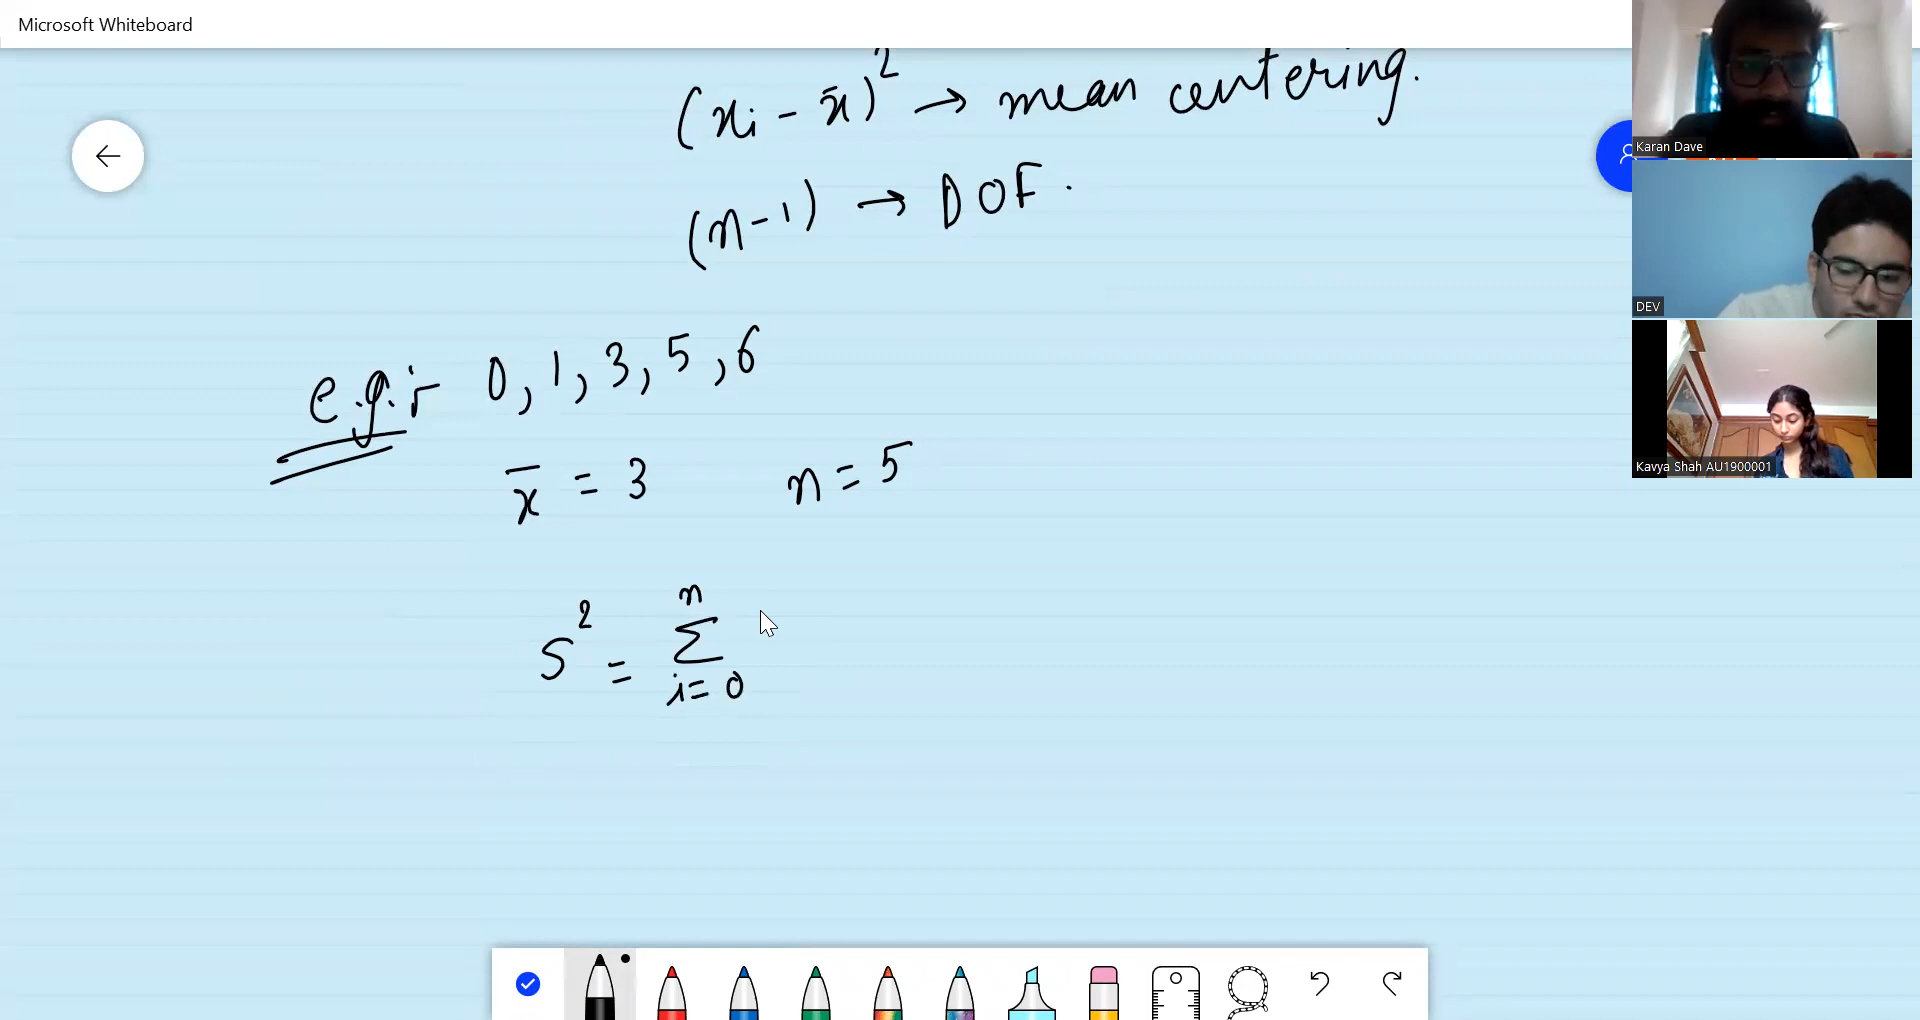 Microsoft Whiteboard
(xi - x̄)² → mean centering.
(n-1) → DOF.
e.g:- 0, 1, 3, 5, 6
x̄ = 3 n = 5
n
S² = Σ
i = 0
Karan Dave
DEV
Kavya Shah AU1900001